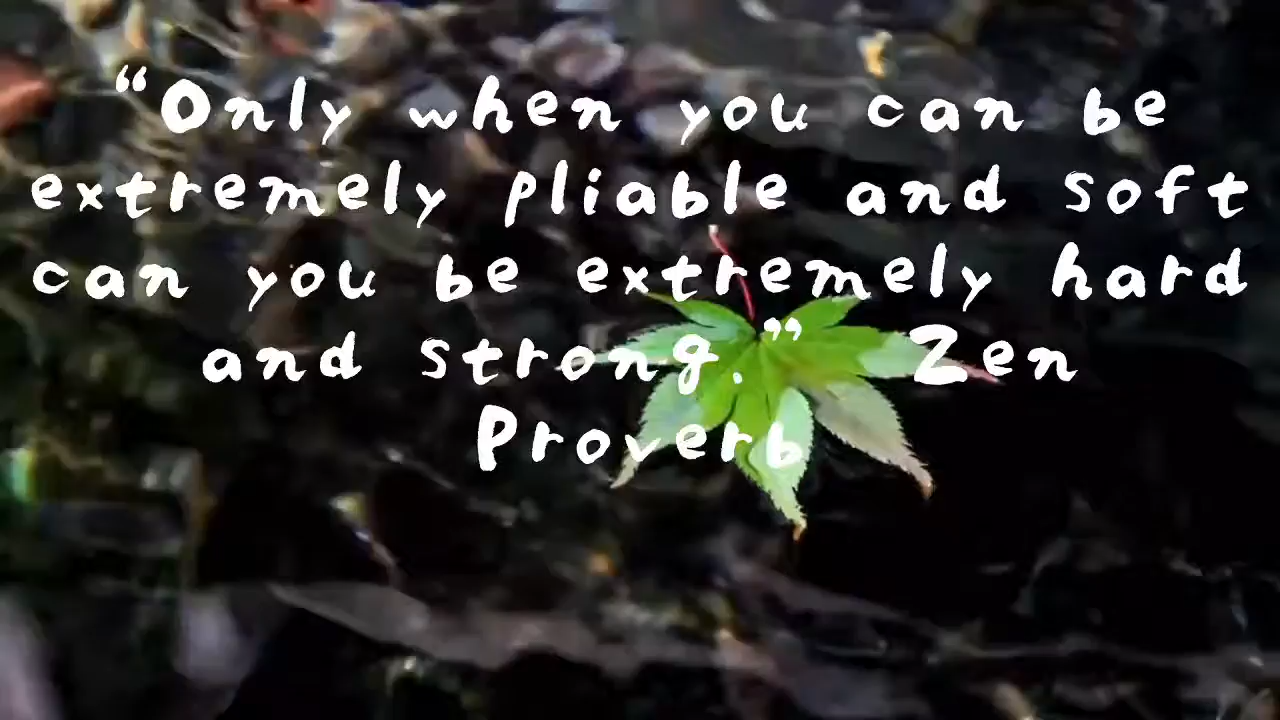 “Only when you can be
extremely pliable and soft
can you be extremely hard
and strong.” Zen
Proverb